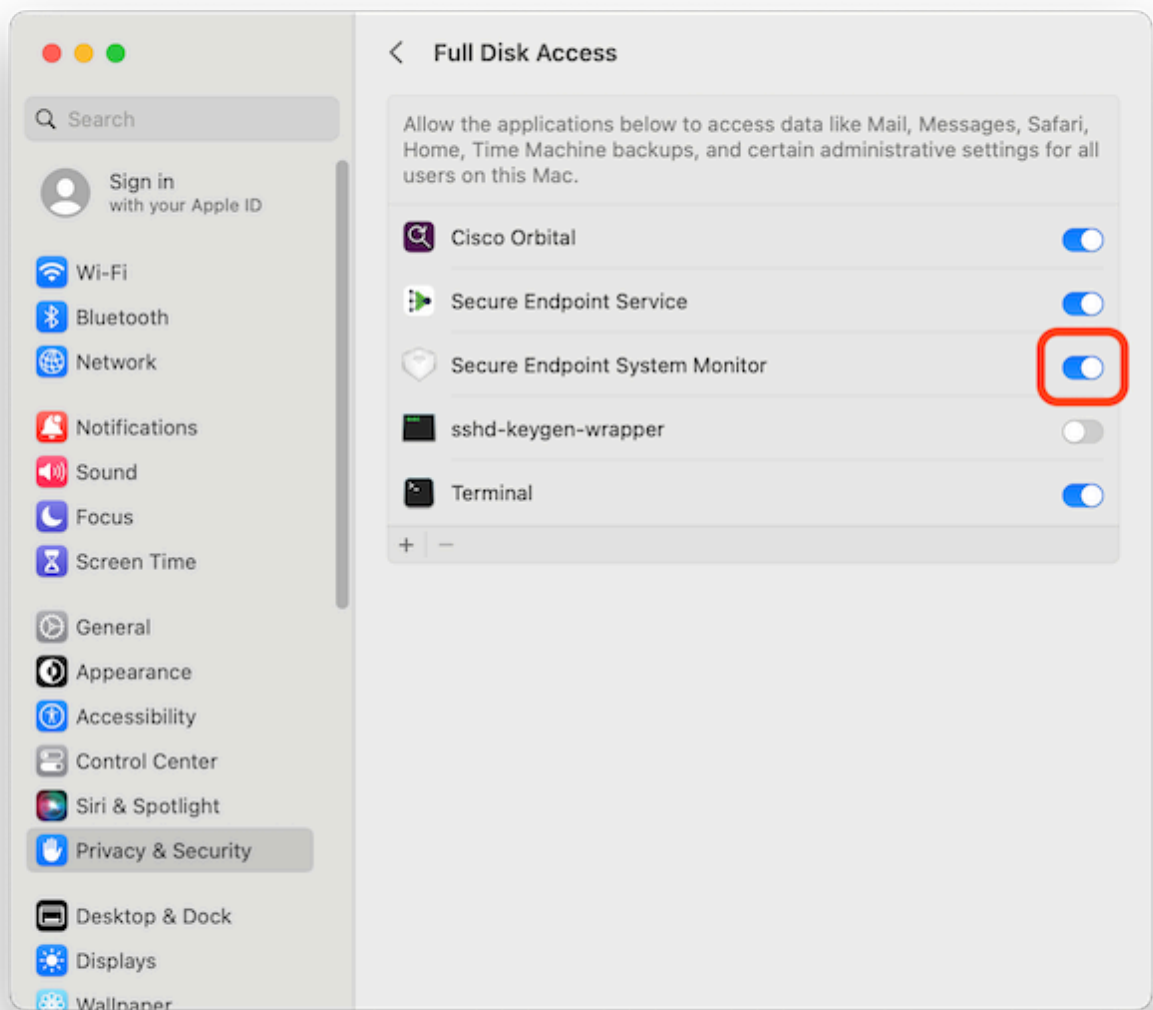 Search
Sign in
with your Apple ID
Wi-Fi
Bluetooth
Network
Notifications
Sound
Focus
Screen Time
General
Appearance
Accessibility
Control Center
Siri & Spotlight
Privacy & Security
Desktop & Dock
Displays
Wallpaper
Full Disk Access
Allow the applications below to access data like Mail, Messages, Safari,
Home, Time Machine backups, and certain administrative settings for all
users on this Mac.
Cisco Orbital
Secure Endpoint Service
Secure Endpoint System Monitor
sshd-keygen-wrapper
Terminal